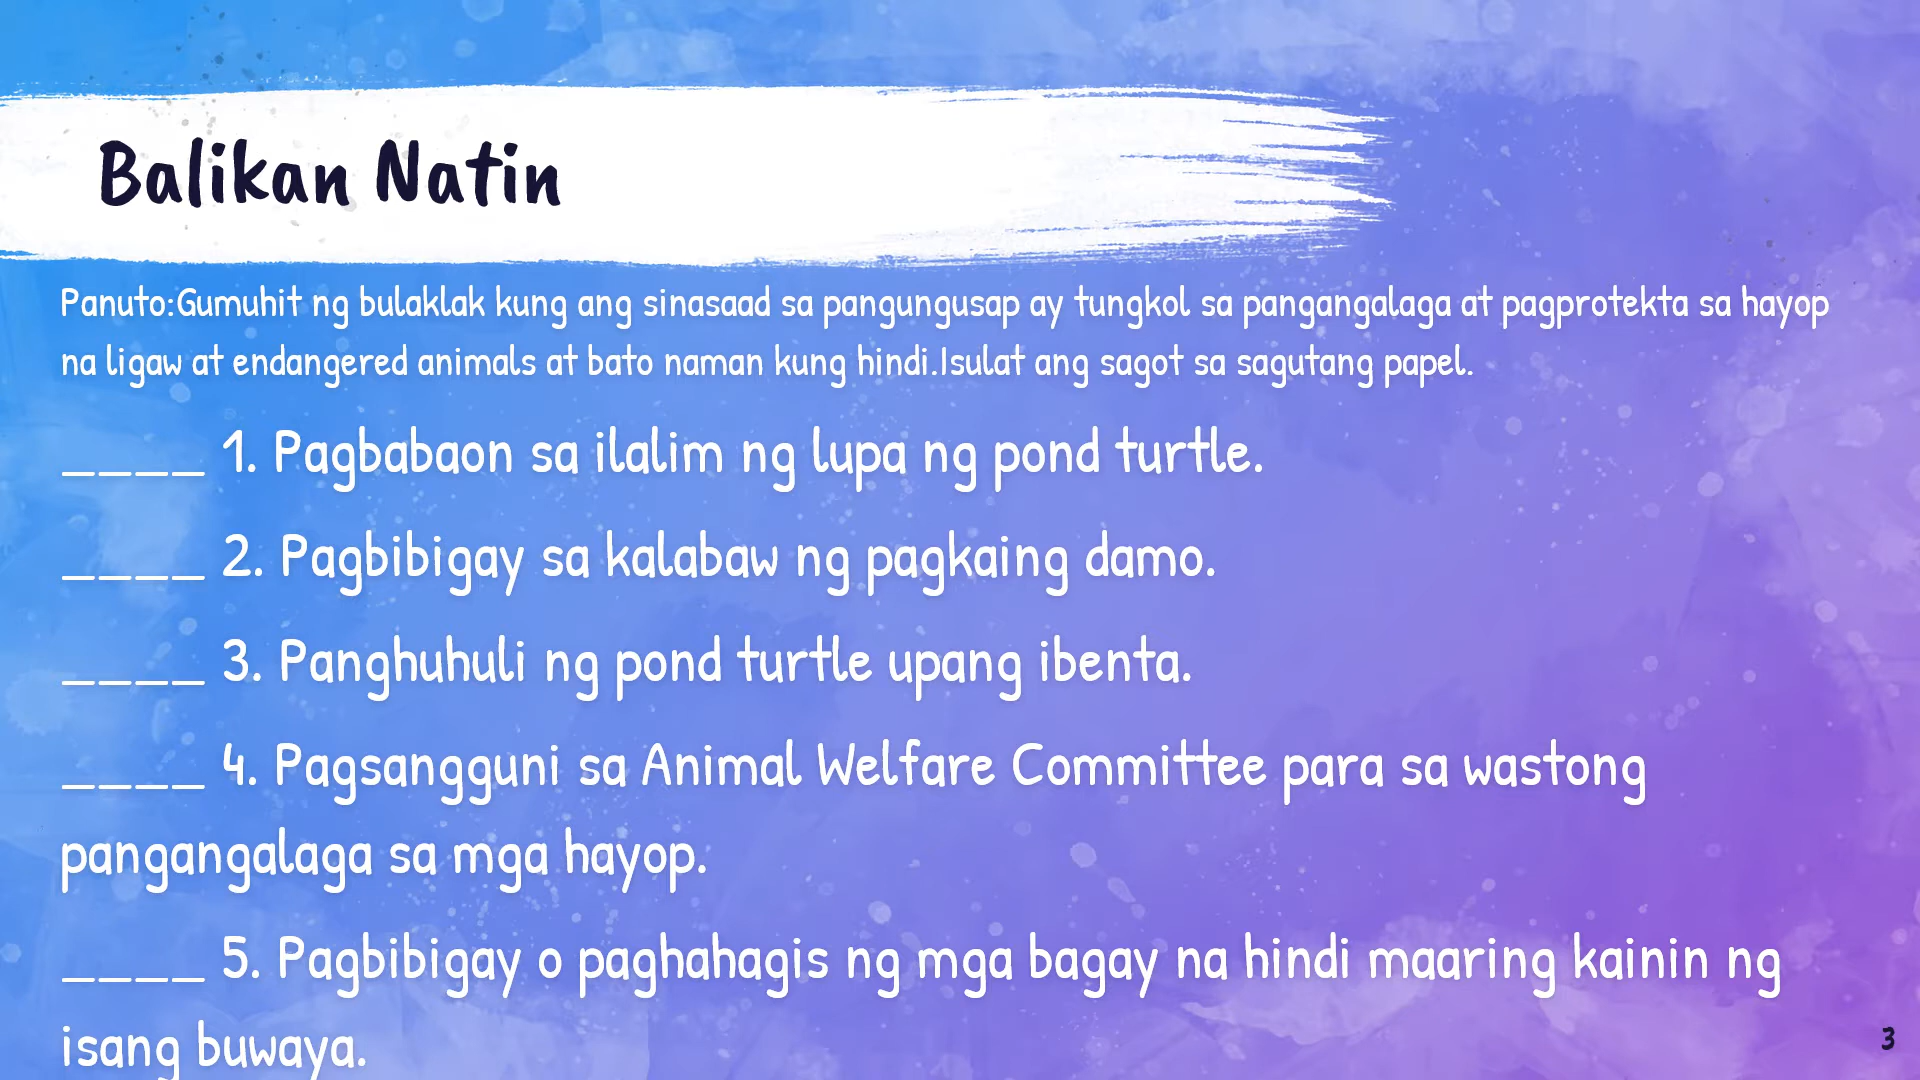 Balikan Natin
Panuto:Gumuhit ng bulaklak kung ang sinasaad sa pangungusap ay tungkol sa pangangalaga at pagprotekta sa hayop
na ligaw at endangered animals at bato naman kung hindi.Isulat ang sagot sa sagutang papel.
____ 1. Pagbabaon sa ilalim ng lupa ng pond turtle.
____ 2. Pagbibigay sa kalabaw ng pagkaing damo.
____ 3. Panghuhuli ng pond turtle upang ibenta.
____ 4. Pagsangguni sa Animal Welfare Committee para sa wastong
pangangalaga sa mga hayop.
____ 5. Pagbibigay o paghahagis ng mga bagay na hindi maaring kainin ng
isang buwaya.
3